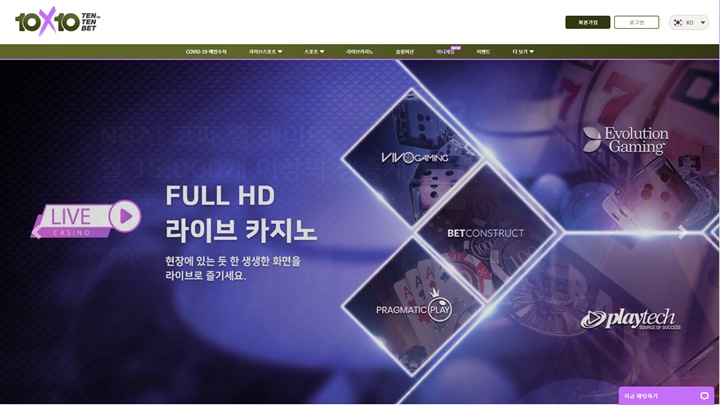 10X10 TEN by TEN BET
회원가입
로그인
KO
COVID-19 예방수칙
라이브스포츠
스포츠
라이브카지노
슬롯머신
미니게임
NEW
이벤트
더 보기
LIVE
CASINO
FULL HD
라이브 카지노
현장에 있는 듯 한 생생한 화면을
라이브로 즐기세요.
VIVO GAMING
BETCONSTRUCT
PRAGMATIC PLAY
Evolution
Gaming
playtech
SOURCE OF SUCCESS
지금 채팅하기